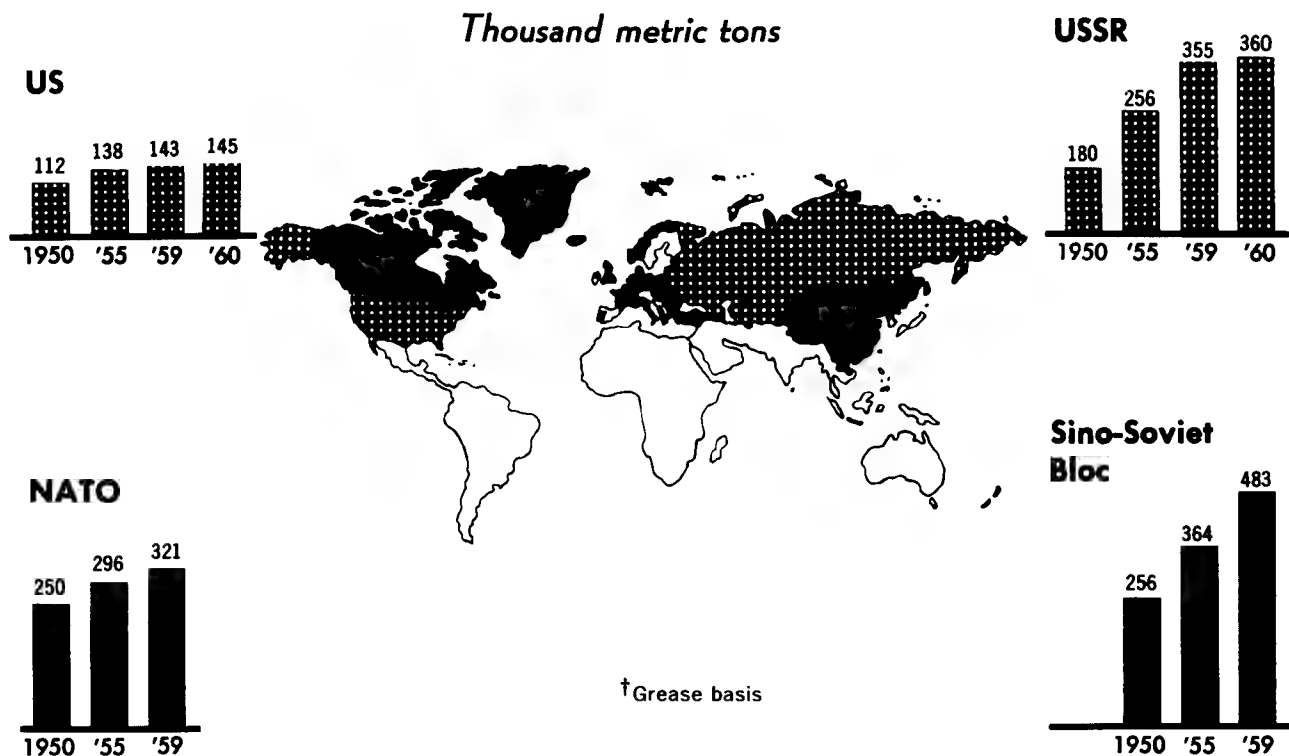 Thousand metric tons
US
112 138 143 145
1950 '55 '59 '60
USSR
180 256 355 360
1950 '55 '59 '60
NATO
250 296 321
1950 '55 '59
Sino-Soviet
Bloc
256 364 483
1950 '55 '59
†Grease basis